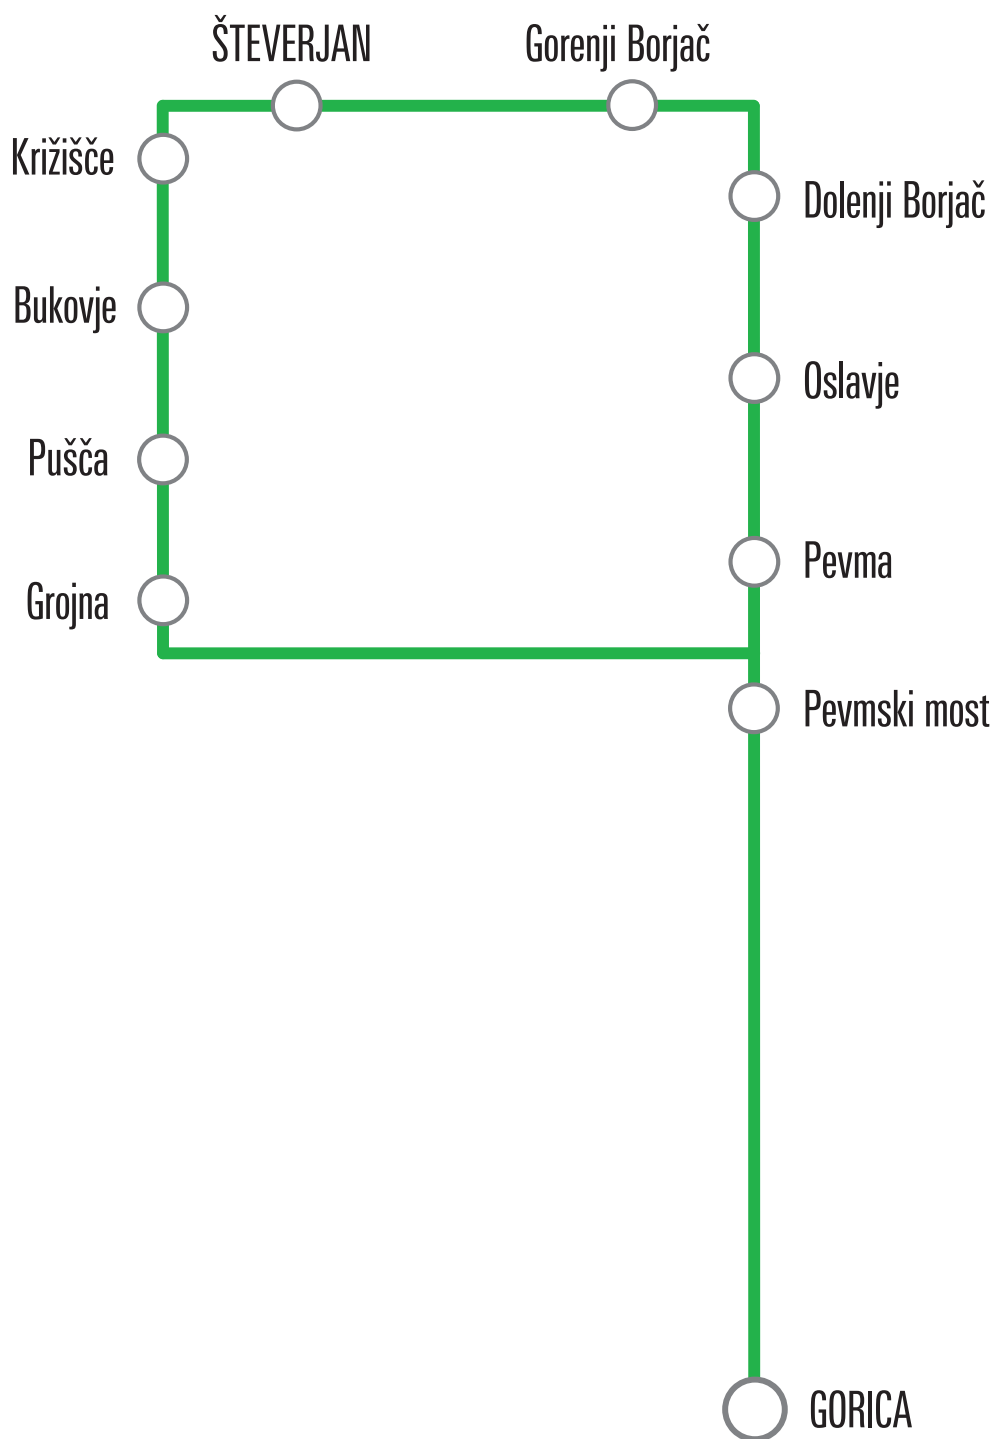 ŠTEVERJAN
Gorenji Borjač
Križišče
Dolenji Borjač
Bukovje
Oslavje
Pušča
Pevma
Grojna
Pevmski most
GORICA